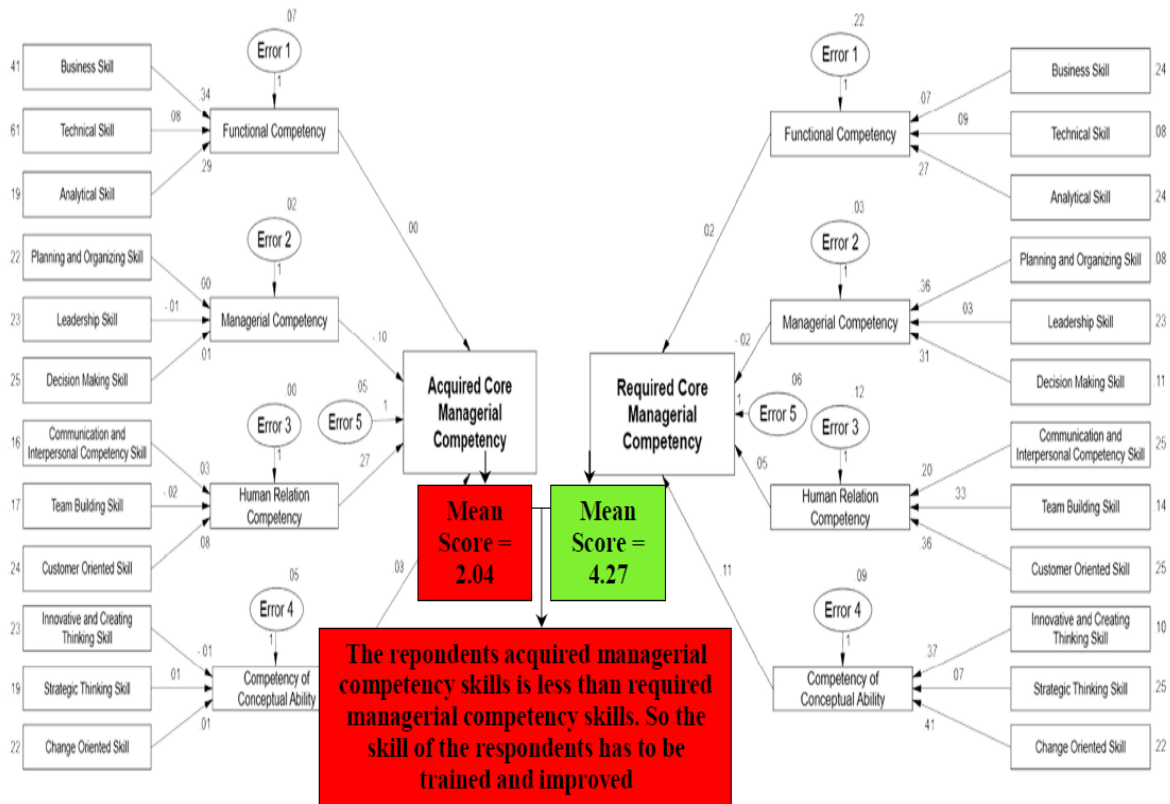 .07
Error 1
1
41
Business Skill
.34
61
Technical Skill
08
Functional Competency
19
Analytical Skill
.29
00
.02
Error 2
1
22
Planning and Organizing Skill
.00
23
Leadership Skill
-.01
Managerial Competency
25
Decision Making Skill
01
-.10
.00
Error 3
1
.05
Error 5
1
16
Communication and
Interpersonal Competency Skill
.03
17
Team Building Skill
-.02
Human Relation
Competency
24
Customer Oriented Skill
.08
.27
.05
Error 4
1
23
Innovative and Creating
Thinking Skill
-.01
19
Strategic Thinking Skill
01
Competency of
Conceptual Ability
22
Change Oriented Skill
.01
03
Acquired Core
Managerial
Competency
Mean
Score =
2.04
.22
Error 1
1
Business Skill
.24
.07
Functional Competency
.09
Technical Skill
.08
.27
Analytical Skill
.24
02
.03
Error 2
1
Planning and Organizing Skill
.08
.36
Managerial Competency
.03
Leadership Skill
.23
.31
Decision Making Skill
.11
-.02
Required Core
Managerial
Competency
.06
1
Error 5
.12
Error 3
1
Communication and
Interpersonal Competency Skill
.25
.20
.05
Human Relation
Competency
.33
Team Building Skill
.14
.36
Customer Oriented Skill
.25
Mean
Score =
4.27
.11
.09
Error 4
1
Innovative and Creating
Thinking Skill
.10
.37
Competency of
Conceptual Ability
.07
Strategic Thinking Skill
.25
.41
Change Oriented Skill
.22
The repondents acquired managerial
competency skills is less than required
managerial competency skills. So the
skill of the respondents has to be
trained and improved